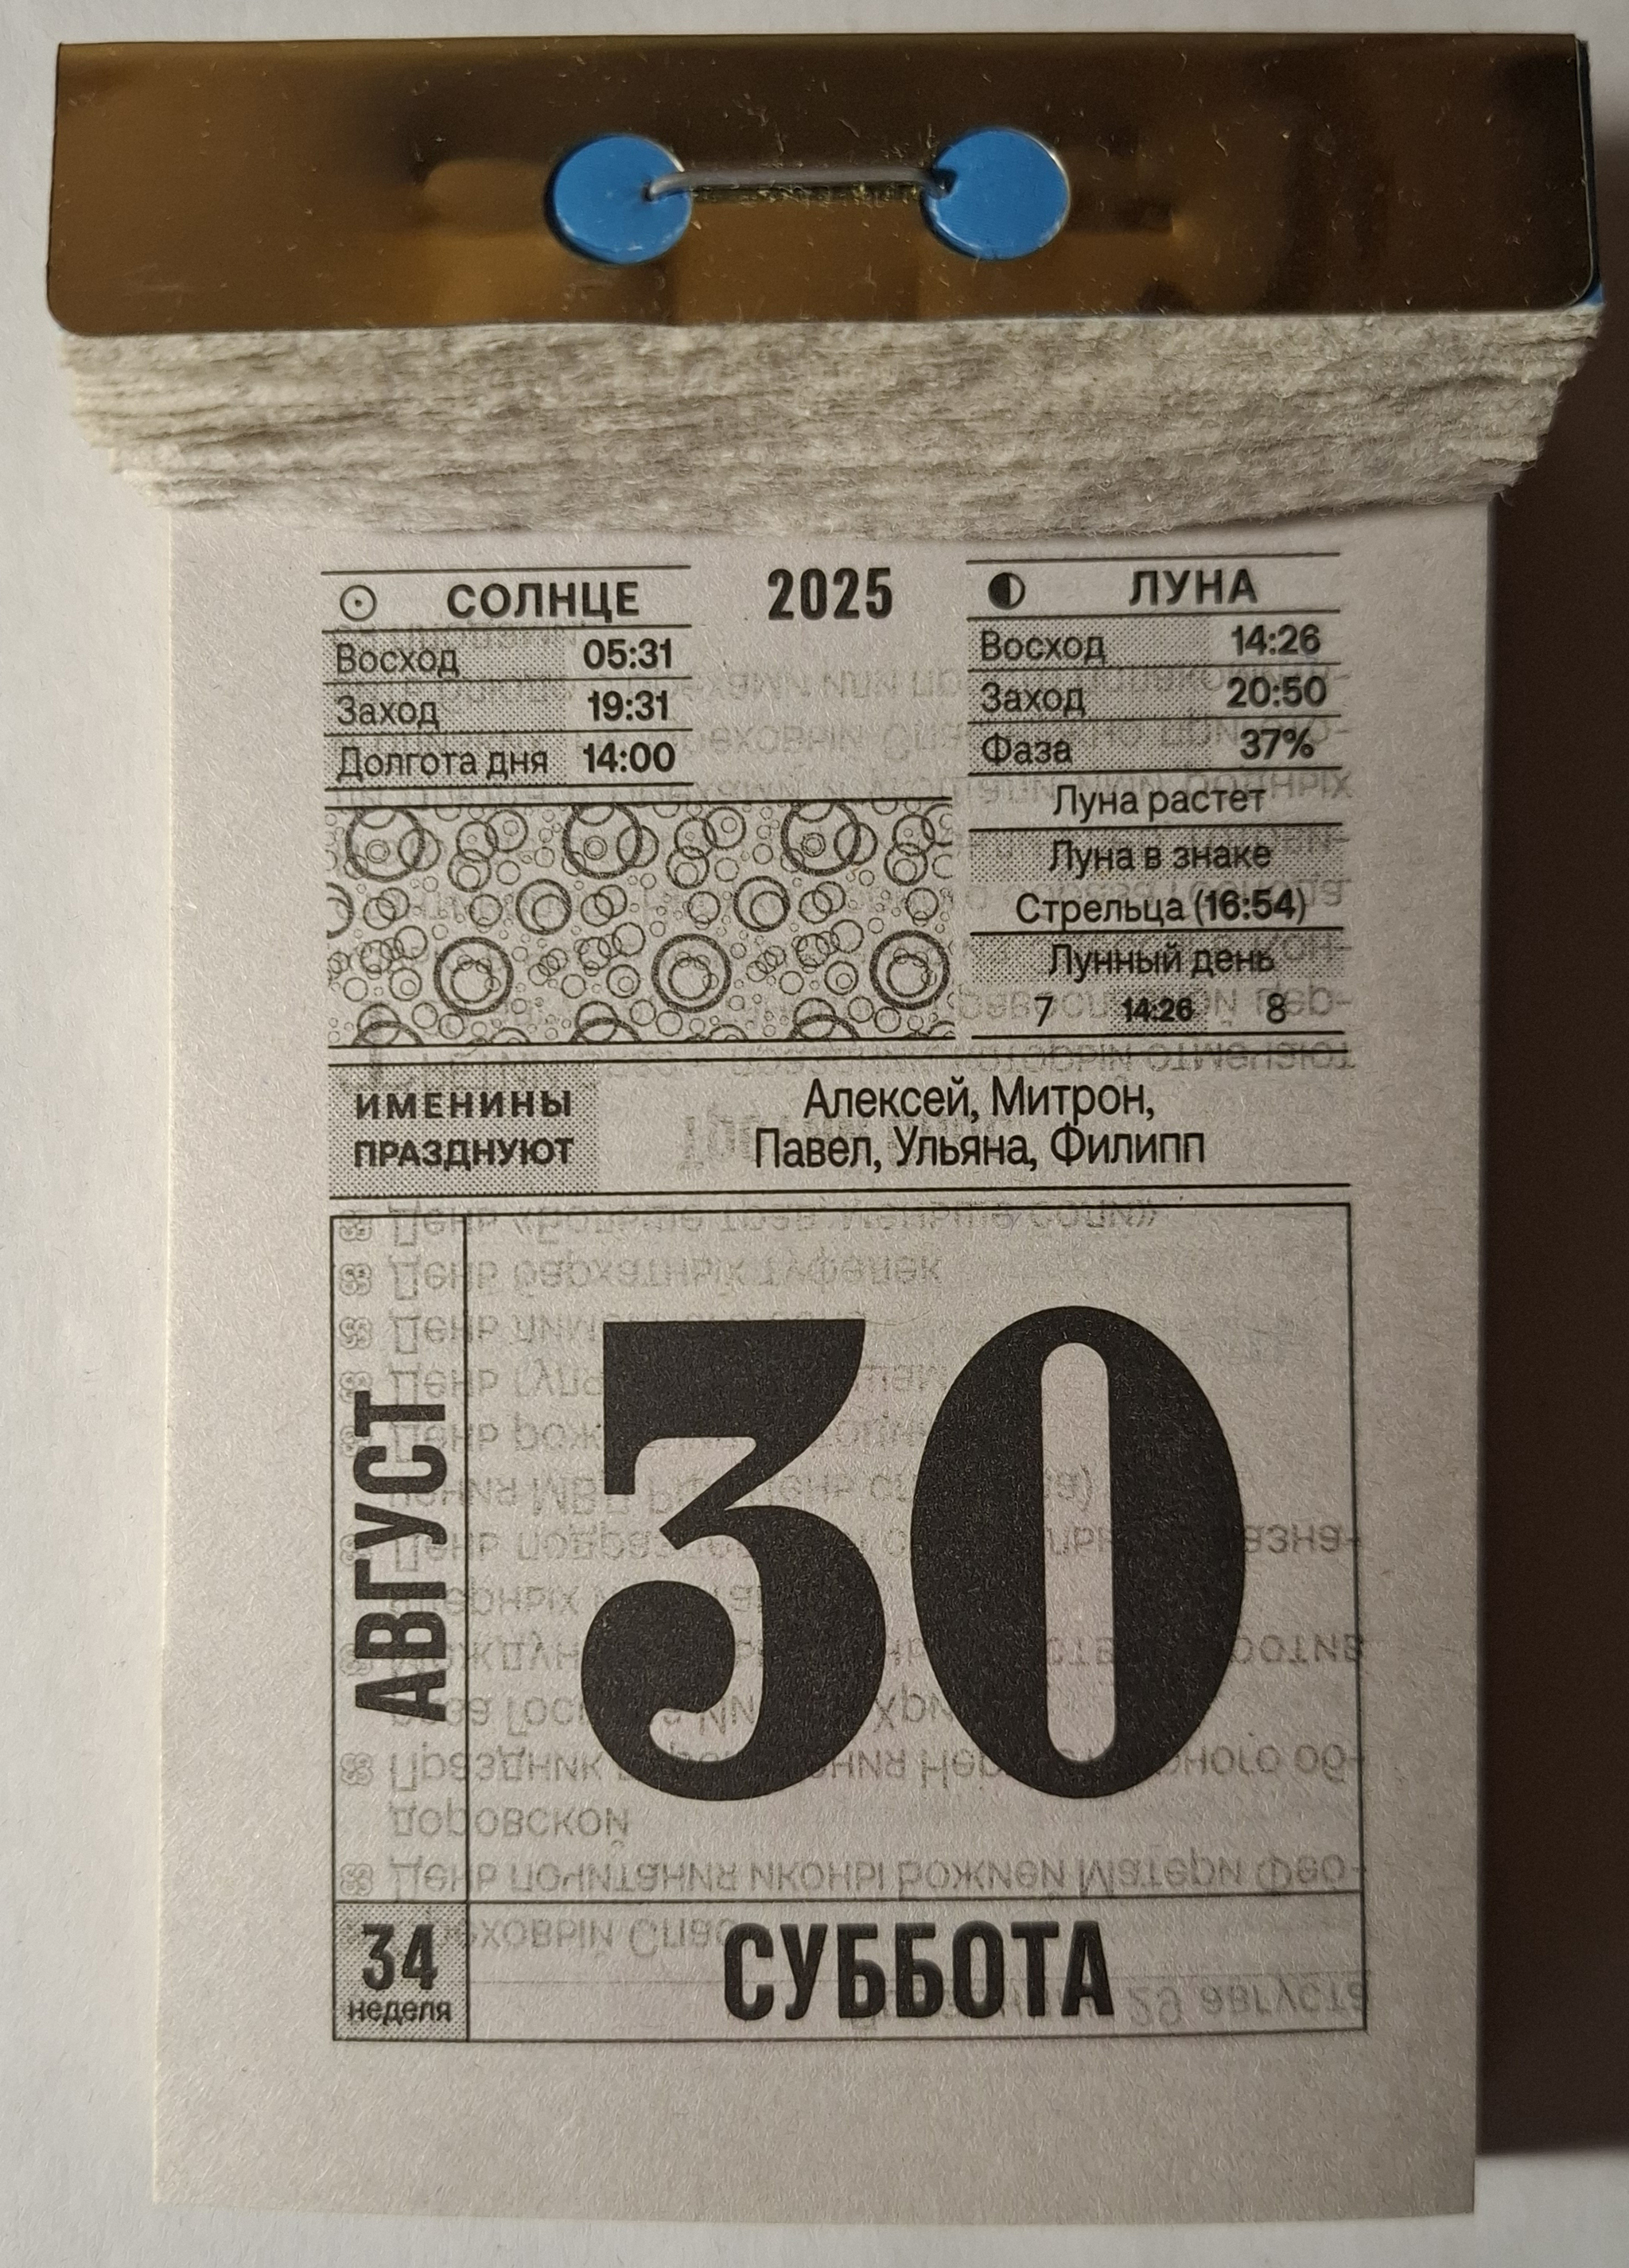 СОЛНЦЕ
Восход 05:31
Заход 19:31
Долгота дня 14:00
2025
ЛУНА
Восход 14:26
Заход 20:50
Фаза 37%
Луна растет
Луна в знаке
Стрельца (16:54)
Лунный день
7 14:26 8
ИМЕНИНЫ
ПРАЗДНУЮТ
Алексей, Митрон,
Павел, Ульяна, Филипп
АВГУСТ
30
34
неделя
СУББОТА